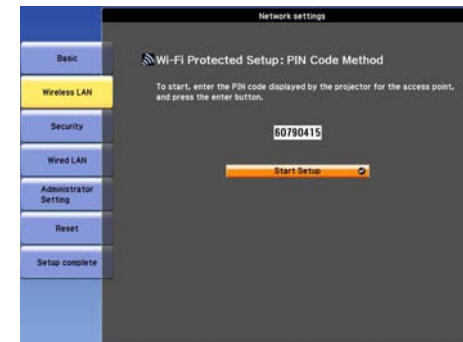 Network settings
Basic
Wireless LAN
Security
Wired LAN
Administrator
Setting
Reset
Setup complete
Wi-Fi Protected Setup: PIN Code Method
To start, enter the PIN code displayed by the projector for the access point,
and press the enter button.
60790415
Start Setup